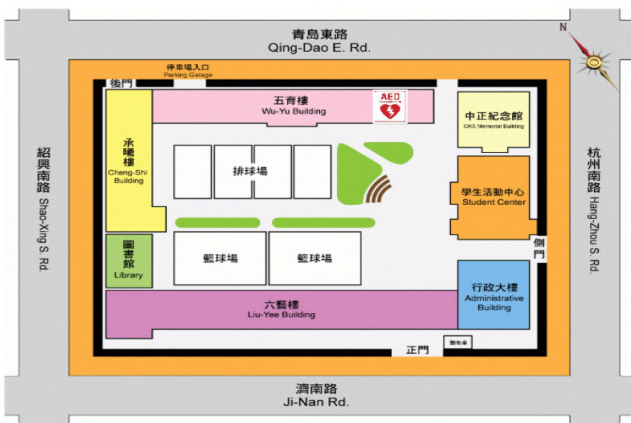 青島東路
Qing-Dao E. Rd.
N
停車場入口
Parking Garage
後門
五育樓
Wu-Yu Building
AED
中正紀念館
CKS Memorial Building
承曦樓
Cheng-Shi
Building
排球場
學生活動中心
Student Center
紹興南路 Shao-Xing S. Rd.
杭州南路 Hang-Zhou S. Rd.
側門
圖書館
Library
籃球場
籃球場
行政大樓
Administrative
Building
六藝樓
Liu-Yee Building
正門
濟南路
Ji-Nan Rd.